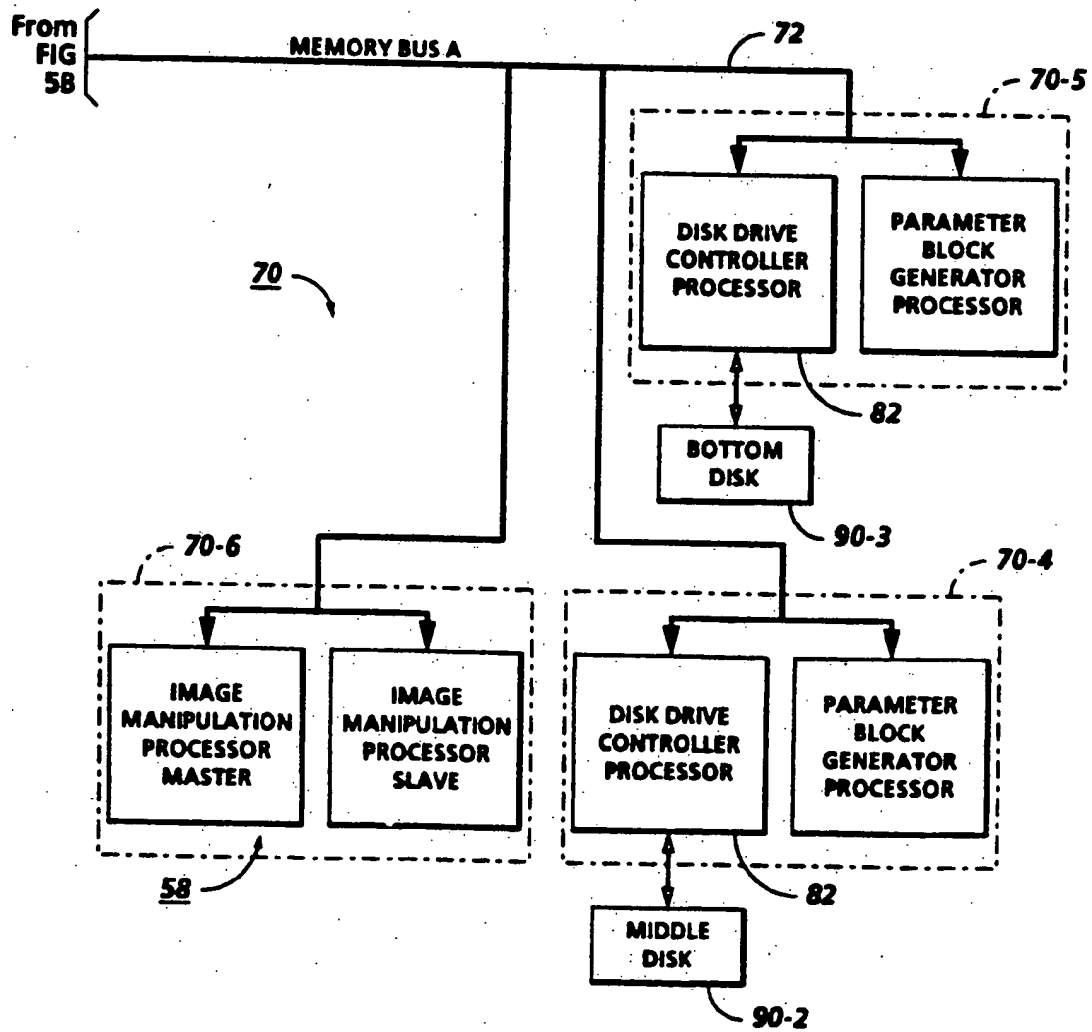 From
FIG
5B
MEMORY BUS A
72
70-5
DISK DRIVE
CONTROLLER
PROCESSOR
PARAMETER
BLOCK
GENERATOR
PROCESSOR
70
82
BOTTOM
DISK
90-3
70-6
70-4
IMAGE
MANIPULATION
PROCESSOR
MASTER
IMAGE
MANIPULATION
PROCESSOR
SLAVE
DISK DRIVE
CONTROLLER
PROCESSOR
PARAMETER
BLOCK
GENERATOR
PROCESSOR
58
82
MIDDLE
DISK
90-2